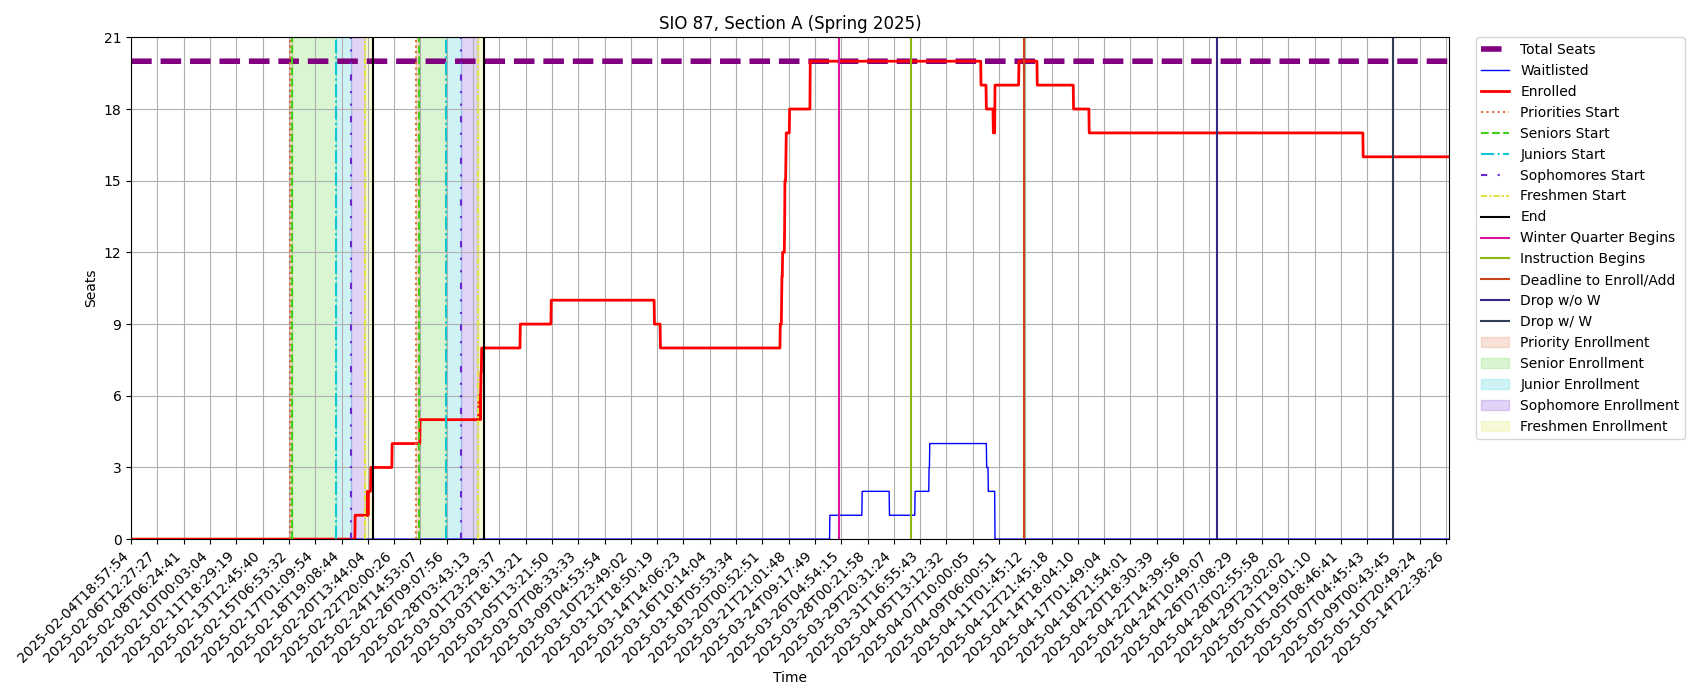 SIO 87, Section A (Spring 2025)
21
18
15
12
9
6
3
0
Seats
2025-02-04T18:57:54
2025-02-06T12:27:27
2025-02-08T06:24:41
2025-02-10T00:03:04
2025-02-11T18:29:19
2025-02-13T12:45:40
2025-02-15T06:53:32
2025-02-17T01:09:54
2025-02-18T19:08:44
2025-02-20T13:44:04
2025-02-22T20:00:26
2025-02-24T14:53:07
2025-02-26T09:07:56
2025-02-28T03:43:13
2025-03-01T23:29:37
2025-03-03T18:13:21
2025-03-05T13:21:50
2025-03-07T08:33:33
2025-03-09T04:53:54
2025-03-10T23:49:02
2025-03-12T18:50:19
2025-03-14T14:06:23
2025-03-16T10:14:04
2025-03-18T05:53:34
2025-03-20T00:52:51
2025-03-21T21:01:48
2025-03-24T09:17:49
2025-03-26T04:54:15
2025-03-28T00:21:58
2025-03-29T20:31:24
2025-03-31T16:55:43
2025-04-05T13:12:32
2025-04-07T10:00:05
2025-04-09T06:00:51
2025-04-11T01:45:12
2025-04-12T21:45:18
2025-04-14T18:04:10
2025-04-17T01:49:04
2025-04-18T21:54:01
2025-04-20T18:30:39
2025-04-22T14:39:56
2025-04-24T10:49:07
2025-04-26T07:08:29
2025-04-28T02:55:58
2025-04-29T23:02:02
2025-05-01T19:01:10
2025-05-05T08:46:41
2025-05-07T04:45:43
2025-05-09T00:43:45
2025-05-10T20:49:24
2025-05-14T22:38:26
Time
Total Seats
Waitlisted
Enrolled
Priorities Start
Seniors Start
Juniors Start
Sophomores Start
Freshmen Start
End
Winter Quarter Begins
Instruction Begins
Deadline to Enroll/Add
Drop w/o W
Drop w/ W
Priority Enrollment
Senior Enrollment
Junior Enrollment
Sophomore Enrollment
Freshmen Enrollment